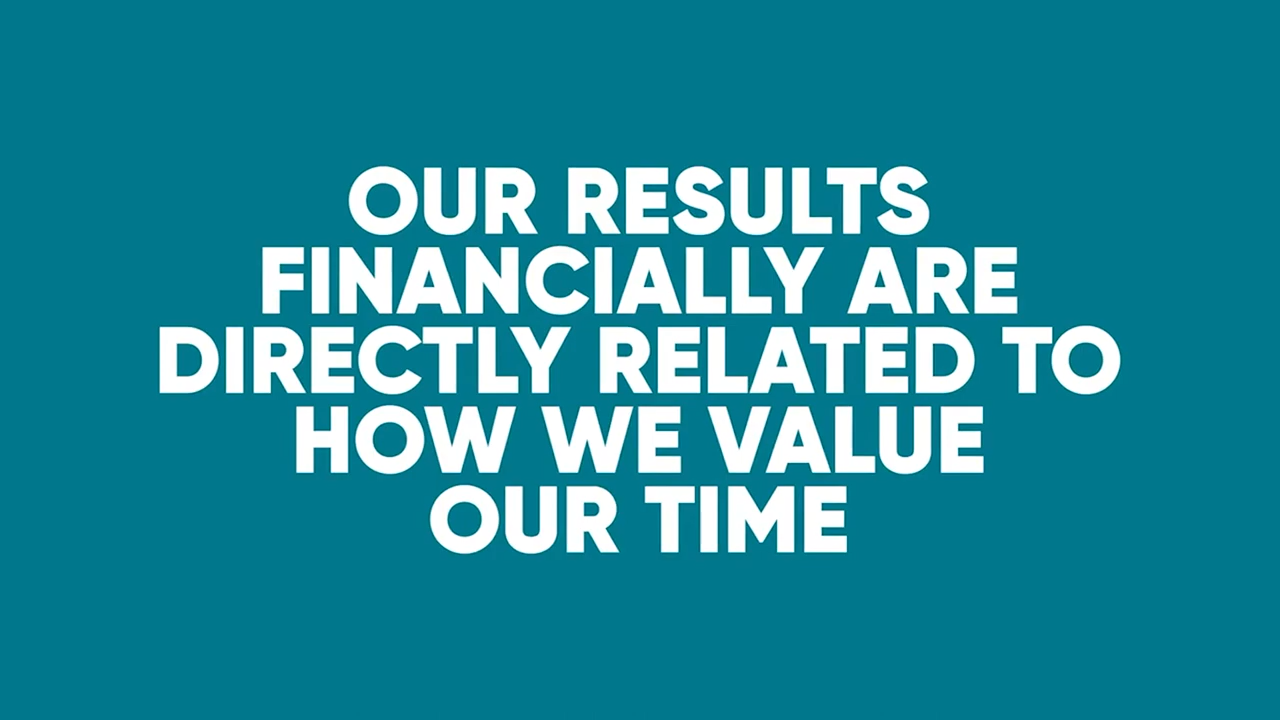 OUR RESULTS
FINANCIALLY ARE
DIRECTLY RELATED TO
HOW WE VALUE
OUR TIME